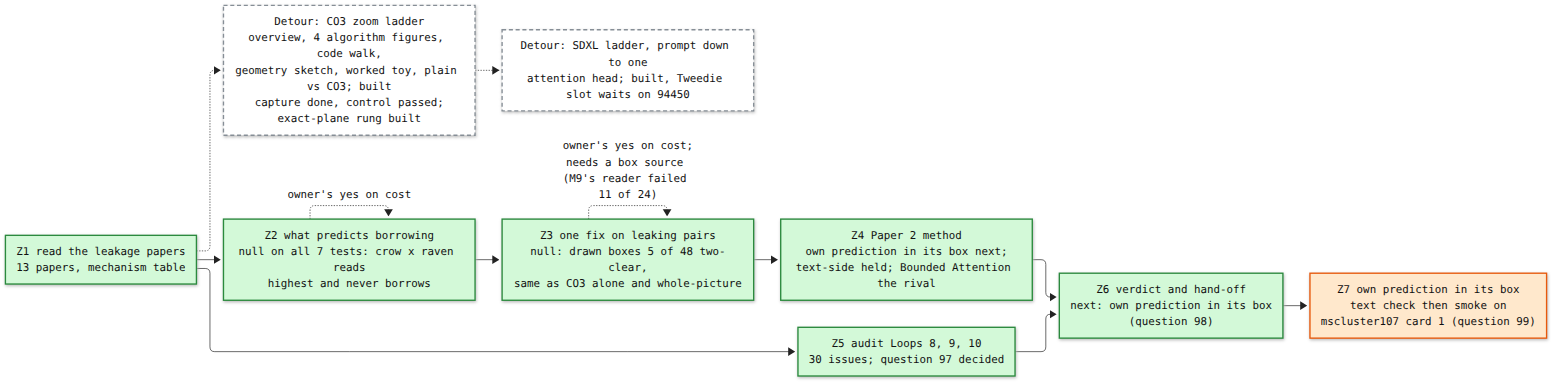 Detour: CO3 zoom ladder
overview, 4 algorithm figures,
code walk,
geometry sketch, worked toy, plain
vs CO3; built
capture done, control passed;
exact-plane rung built
Detour: SDXL ladder, prompt down
to one
attention head; built, Tweedie
slot waits on 94450
owner's yes on cost
owner's yes on cost;
needs a box source
(M9's reader failed
11 of 24)
Z1 read the leakage papers
13 papers, mechanism table
Z2 what predicts borrowing
null on all 7 tests: crow x raven
reads
highest and never borrows
Z3 one fix on leaking pairs
null: drawn boxes 5 of 48 two-
clear,
same as CO3 alone and whole-picture
Z4 Paper 2 method
own prediction in its box next;
text-side held; Bounded Attention
the rival
Z5 audit Loops 8, 9, 10
30 issues; question 97 decided
Z6 verdict and hand-off
next: own prediction in its box
(question 98)
Z7 own prediction in its box
text check then smoke on
mscluster107 card 1 (question 99)